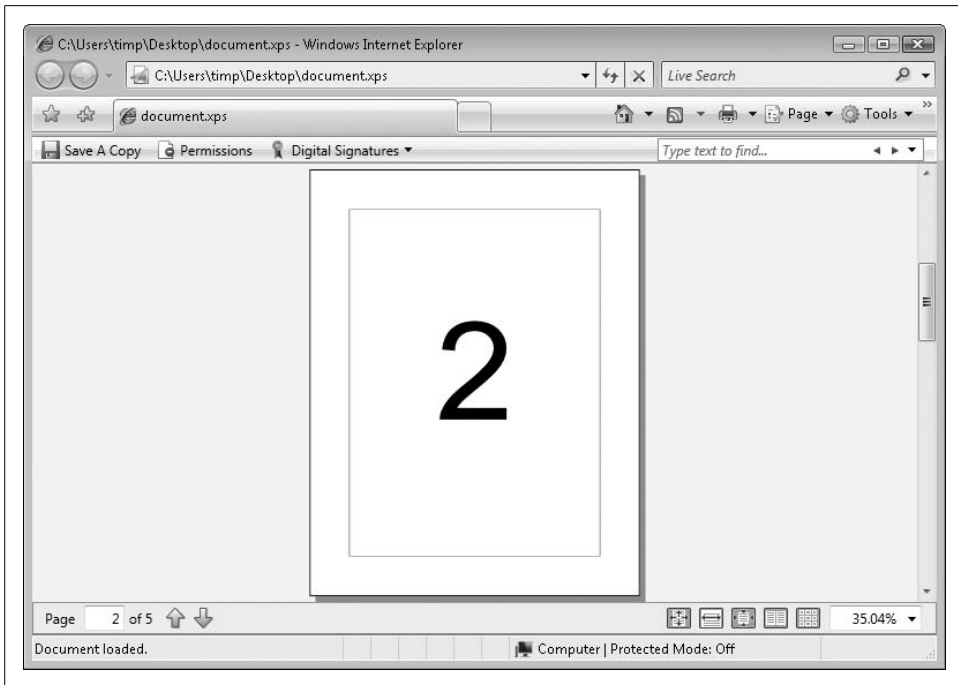 C:\Users\timp\Desktop\document.xps - Windows Internet Explorer
C:\Users\timp\Desktop\document.xps Live Search
document.xps Page Tools »
Save A Copy Permissions Digital Signatures Type text to find...
2
Page 2 of 5 35.04%
Document loaded. Computer | Protected Mode: Off